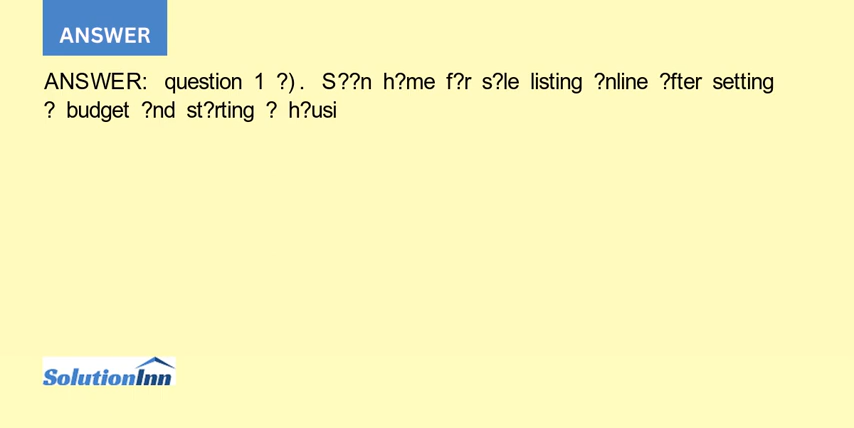 ANSWER
ANSWER: question 1 ?). S??n h?me f?r s?le listing ?nline ?fter setting
? budget ?nd st?rting ? h?usi
SolutionInn